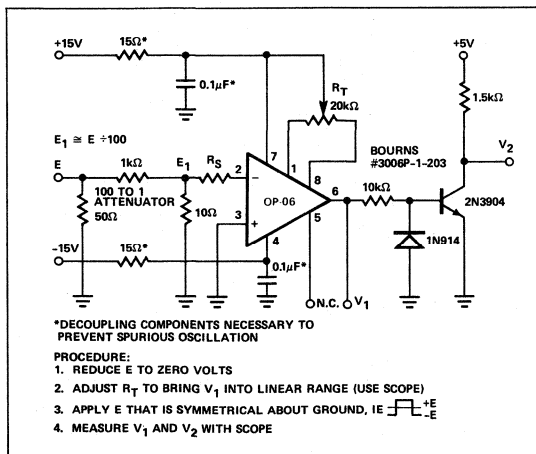 +15V
15Ω*
+5V
0.1μF*
RT
20kΩ
1.5kΩ
E1 ≅ E ÷100
V2
BOURNS
#3006P-1-203
E
1kΩ
E1
RS
7
1
8
2
−
OP-06
6
10kΩ
2N3904
100 TO 1
ATTENUATOR
50Ω
10Ω
3
+
5
4
1N914
−15V
15Ω*
0.1μF*
N.C.
V1
*DECOUPLING COMPONENTS NECESSARY TO
PREVENT SPURIOUS OSCILLATION
PROCEDURE:
1. REDUCE E TO ZERO VOLTS
2. ADJUST RT TO BRING V1 INTO LINEAR RANGE (USE SCOPE)
3. APPLY E THAT IS SYMMETRICAL ABOUT GROUND, IE +E −E
4. MEASURE V1 AND V2 WITH SCOPE